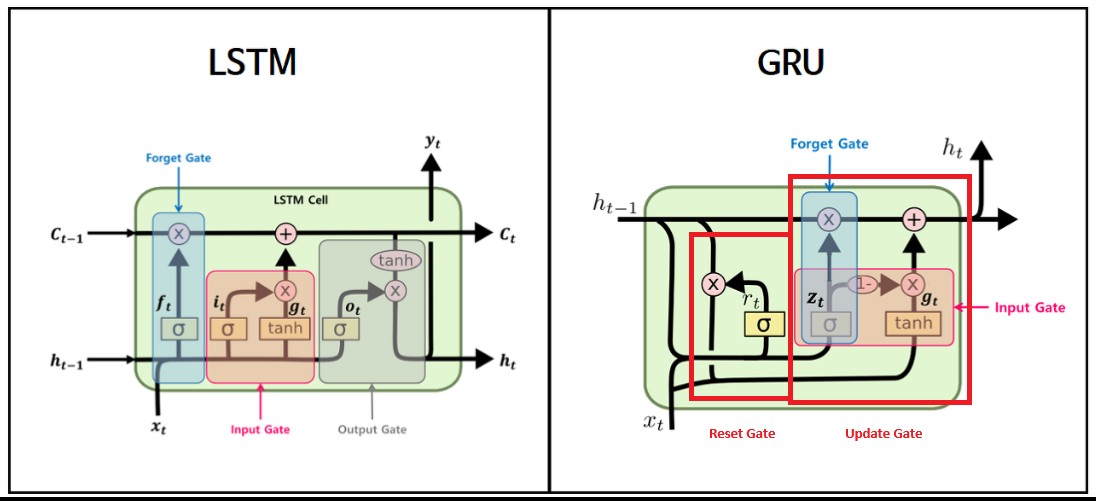 LSTM
y_t
Forget Gate
LSTM Cell
C_{t-1}
x
+
C_t
tanh
f_t
i_t
x
g_t
o_t
x
σ
σ
tanh
σ
h_{t-1}
h_t
x_t
Input Gate
Output Gate
GRU
Forget Gate
h_t
h_{t-1}
x
+
x
r_t
z_t
1-
x
g_t
Input Gate
σ
σ
tanh
x_t
Reset Gate
Update Gate